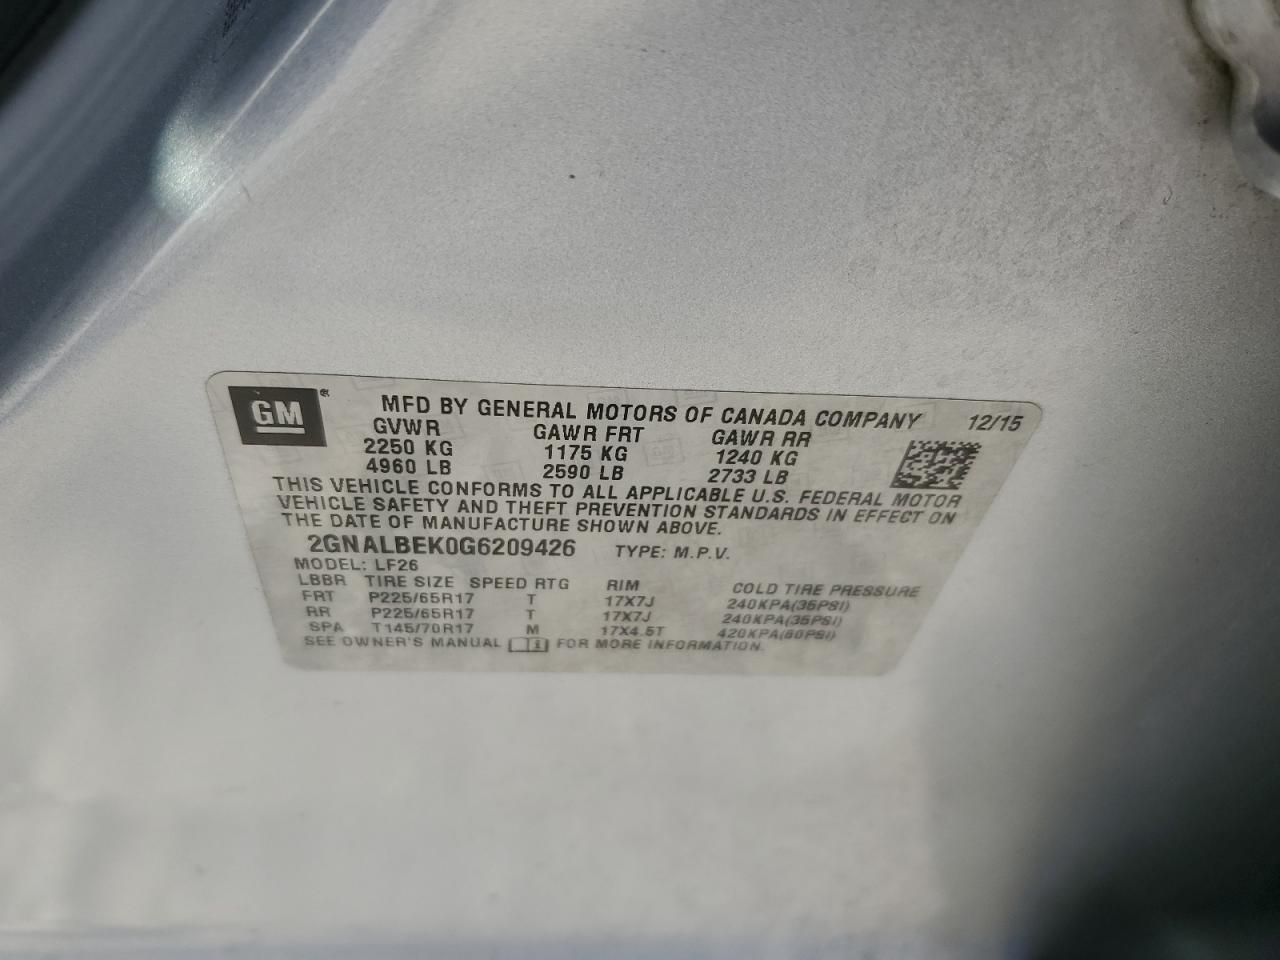 GM ® MFD BY GENERAL MOTORS OF CANADA COMPANY 12/15
GVWR GAWR FRT GAWR RR
2250 KG 1175 KG 1240 KG
4960 LB 2590 LB 2733 LB
THIS VEHICLE CONFORMS TO ALL APPLICABLE U.S. FEDERAL MOTOR
VEHICLE SAFETY AND THEFT PREVENTION STANDARDS IN EFFECT ON
THE DATE OF MANUFACTURE SHOWN ABOVE.
2GNALBEK0G6209426 TYPE: M.P.V.
MODEL: LF26
LBBR TIRE SIZE SPEED RTG RIM COLD TIRE PRESSURE
FRT P225/65R17 T 17X7J 240KPA(35PSI)
RR P225/65R17 T 17X7J 240KPA(35PSI)
SPA T145/70R17 M 17X4.5T 420KPA(60PSI)
SEE OWNER'S MANUAL FOR MORE INFORMATION.